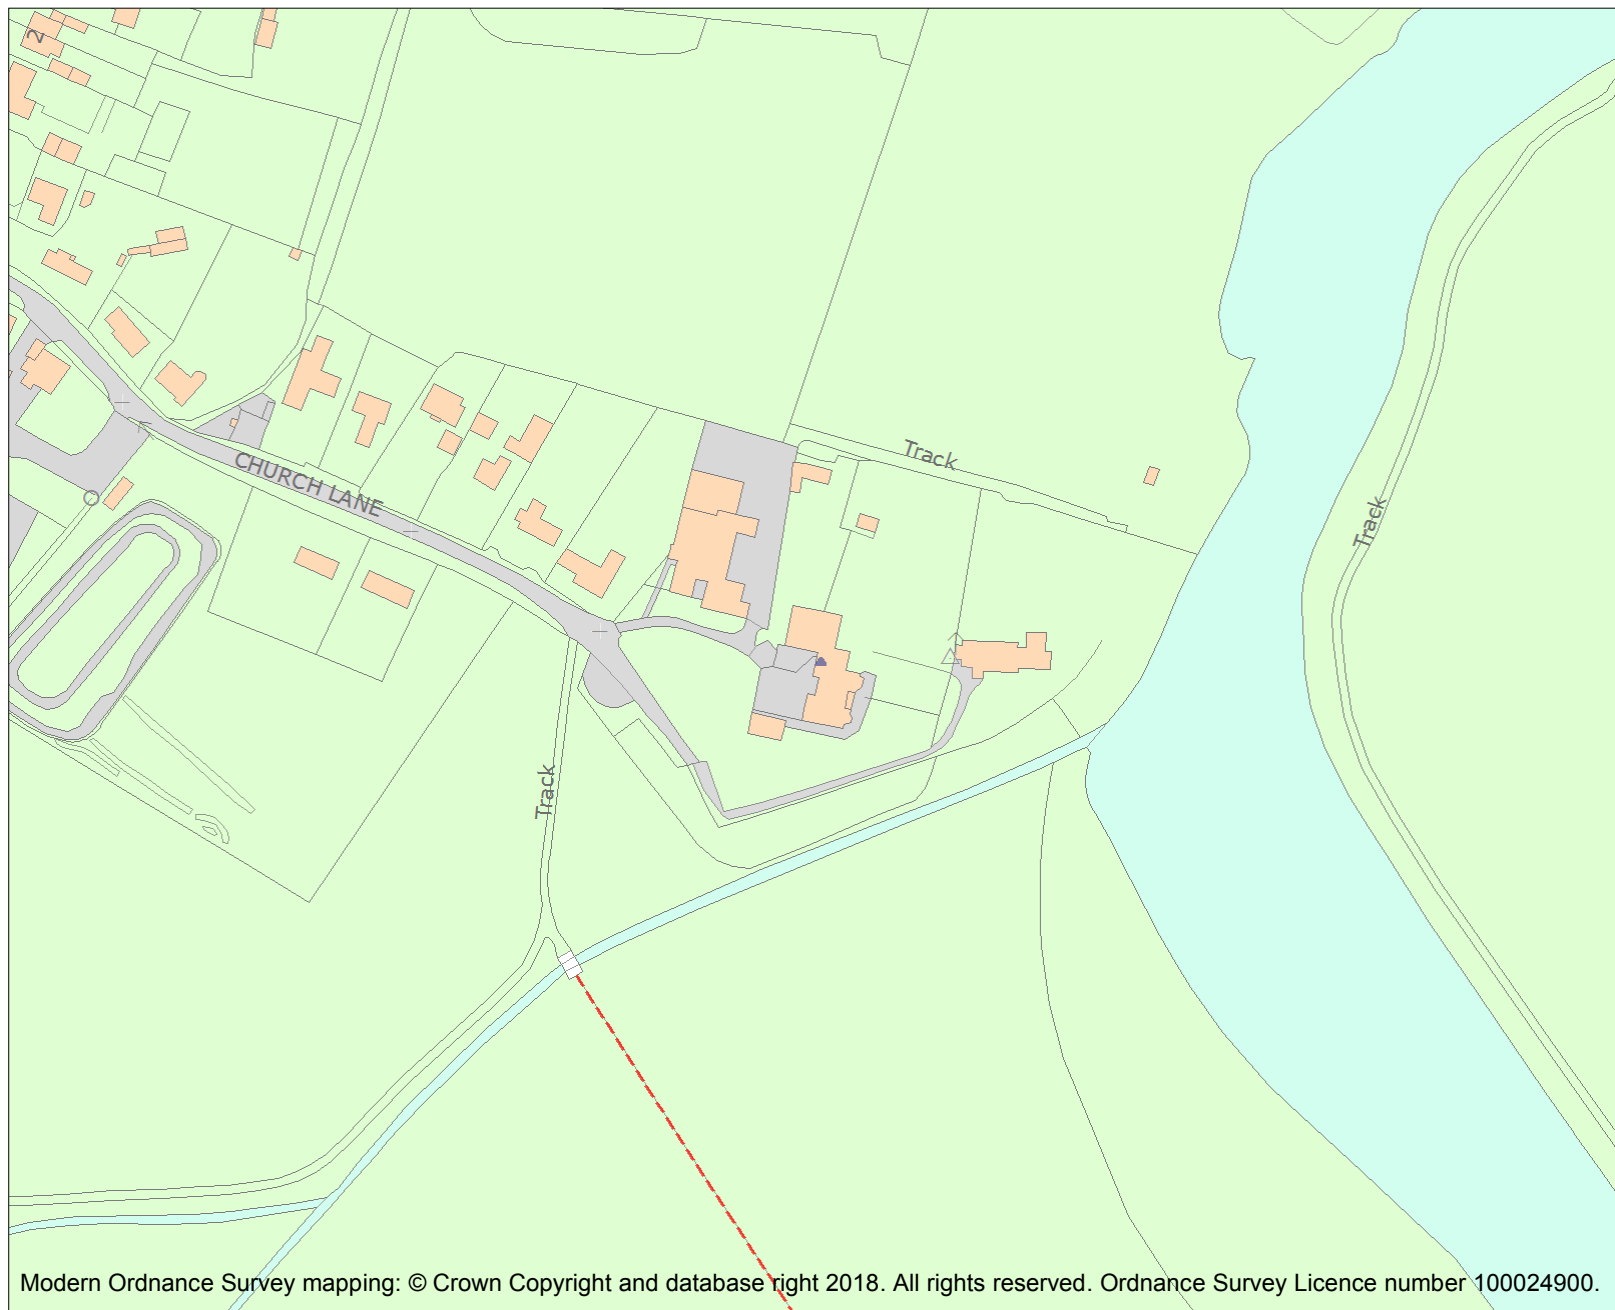 2
CHURCH LANE
Track
Track
Track
Modern Ordnance Survey mapping: © Crown Copyright and database right 2018. All rights reserved. Ordnance Survey Licence number 100024900.